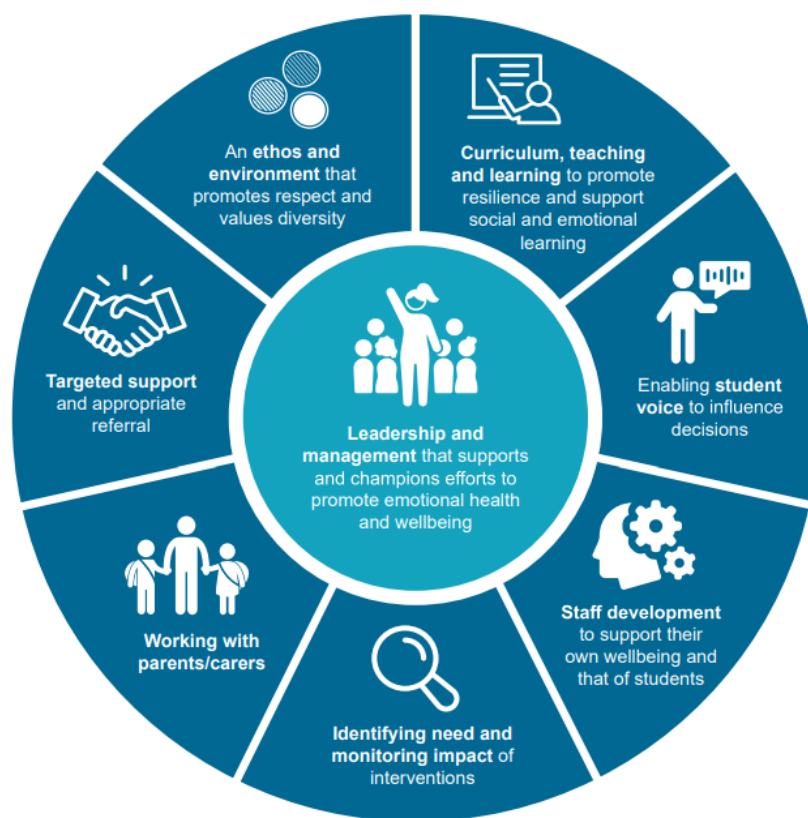 An ethos and
environment that
promotes respect and
values diversity
Curriculum, teaching
and learning to promote
resilience and support
social and emotional
learning
Enabling student
voice to influence
decisions
Staff development
to support their
own wellbeing and
that of students
Identifying need and
monitoring impact of
interventions
Working with
parents/carers
Targeted support
and appropriate
referral
Leadership and
management that supports
and champions efforts to
promote emotional health
and wellbeing